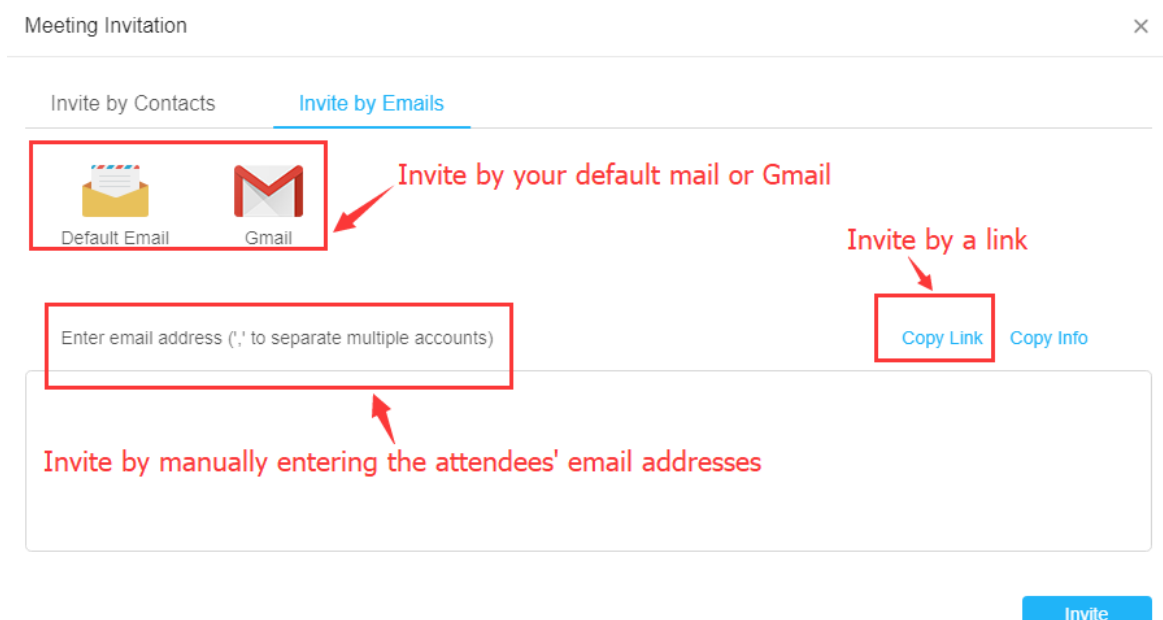 Meeting Invitation
Invite by Contacts
Invite by Emails
Invite by your default mail or Gmail
Default Email
Gmail
Invite by a link
Enter email address (',' to separate multiple accounts)
Copy Link
Copy Info
Invite by manually entering the attendees' email addresses
Invite